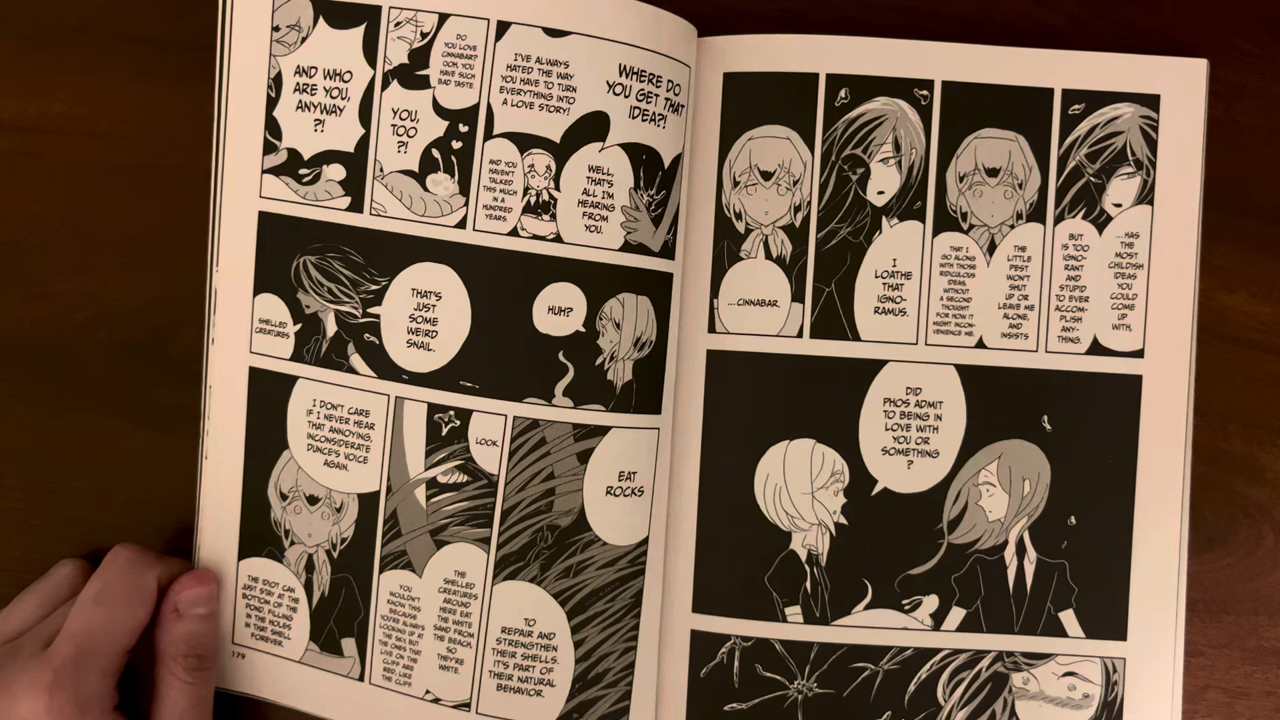 ...HAS
THE
MOST
CHILDISH
IDEAS
YOU
COULD
COME
UP
WITH,
BUT
IS TOO
IGNO-
RANT
AND
STUPID
TO EVER
ACCOM-
PLISH
ANY-
THING.
THE
LITTLE
PEST
WON'T
SHUT
UP OR
LEAVE ME
ALONE,
AND
INSISTS
THAT I
GO ALONG
WITH THOSE
RIDICULOUS
IDEAS,
WITHOUT
A SECOND
THOUGHT
FOR HOW IT
MIGHT INCON-
VENIENCE ME.
I
LOATHE
THAT
IGNO-
RAMUS.
...CINNABAR.
DID
PHOS ADMIT
TO BEING IN
LOVE WITH
YOU OR
SOMETHING
?
WHERE DO
YOU GET THAT
IDEA?!
I'VE ALWAYS
HATED THE WAY
YOU HAVE TO TURN
EVERYTHING INTO
A LOVE STORY!
WELL,
THAT'S
ALL I'M
HEARING
FROM
YOU.
AND YOU
HAVEN'T
TALKED
THIS MUCH
IN A
HUNDRED
YEARS.
DO
YOU LOVE
CINNABAR?
OOH, YOU
HAVE SUCH
BAD TASTE.
YOU,
TOO
?!
AND WHO
ARE YOU,
ANYWAY
?!
HUH?
THAT'S
JUST
SOME
WEIRD
SNAIL.
SHELLED
CREATURES
EAT
ROCKS
TO
REPAIR AND
STRENGTHEN
THEIR SHELLS.
IT'S PART OF
THEIR NATURAL
BEHAVIOR.
LOOK.
THE
SHELLED
CREATURES
AROUND
HERE EAT
THE WHITE
SAND FROM
THE BEACH,
SO
THEY'RE
WHITE.
YOU
WOULDN'T
KNOW THIS
BECAUSE
YOU'RE ALWAYS
LOOKING UP AT
THE SKY, BUT
THE ONES THAT
LIVE ON THE
CLIFF ARE
RED, LIKE
THE CLIFF.
I DON'T CARE
IF I NEVER HEAR
THAT ANNOYING,
INCONSIDERATE
DUNCE'S VOICE
AGAIN.
THE IDIOT CAN
JUST STAY AT THE
BOTTOM OF THE
POND, FILLING
IN THE HOLES
IN THAT SHELL
FOREVER.
179